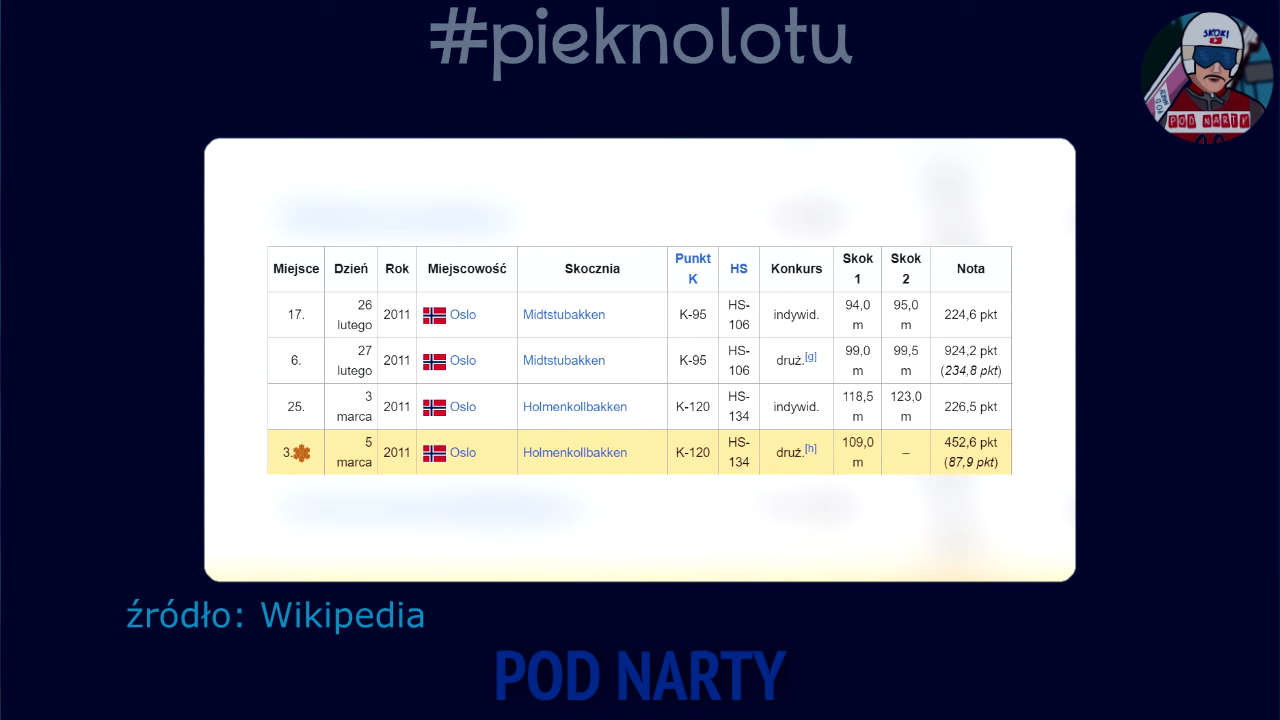 #pieknolotu
SKOKI
POD NARTY
Miejsce Dzień Rok Miejscowość Skocznia Punkt K HS Konkurs Skok 1 Skok 2 Nota
17. 26 lutego 2011 Oslo Midtstubakken K-95 HS-106 indywid. 94,0 m 95,0 m 224,6 pkt
6. 27 lutego 2011 Oslo Midtstubakken K-95 HS-106 druż.[g] 99,0 m 99,5 m 924,2 pkt (234,8 pkt)
25. 3 marca 2011 Oslo Holmenkollbakken K-120 HS-134 indywid. 118,5 m 123,0 m 226,5 pkt
3. 5 marca 2011 Oslo Holmenkollbakken K-120 HS-134 druż.[h] 109,0 m – 452,6 pkt (87,9 pkt)
źródło: Wikipedia
POD NARTY